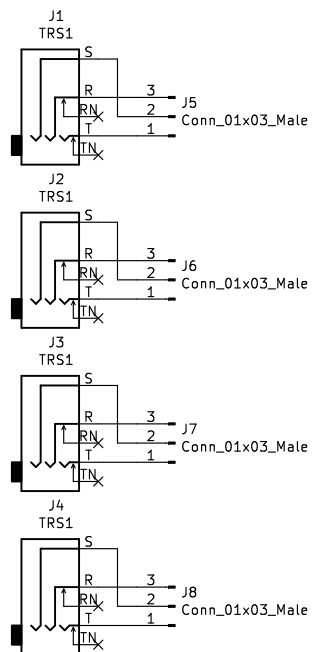 J1
TRS1
S
R 3
RN 2
T 1
TN
J5
Conn_01x03_Male
J2
TRS1
S
R 3
RN 2
T 1
TN
J6
Conn_01x03_Male
J3
TRS1
S
R 3
RN 2
T 1
TN
J7
Conn_01x03_Male
J4
TRS1
S
R 3
RN 2
T 1
TN
J8
Conn_01x03_Male